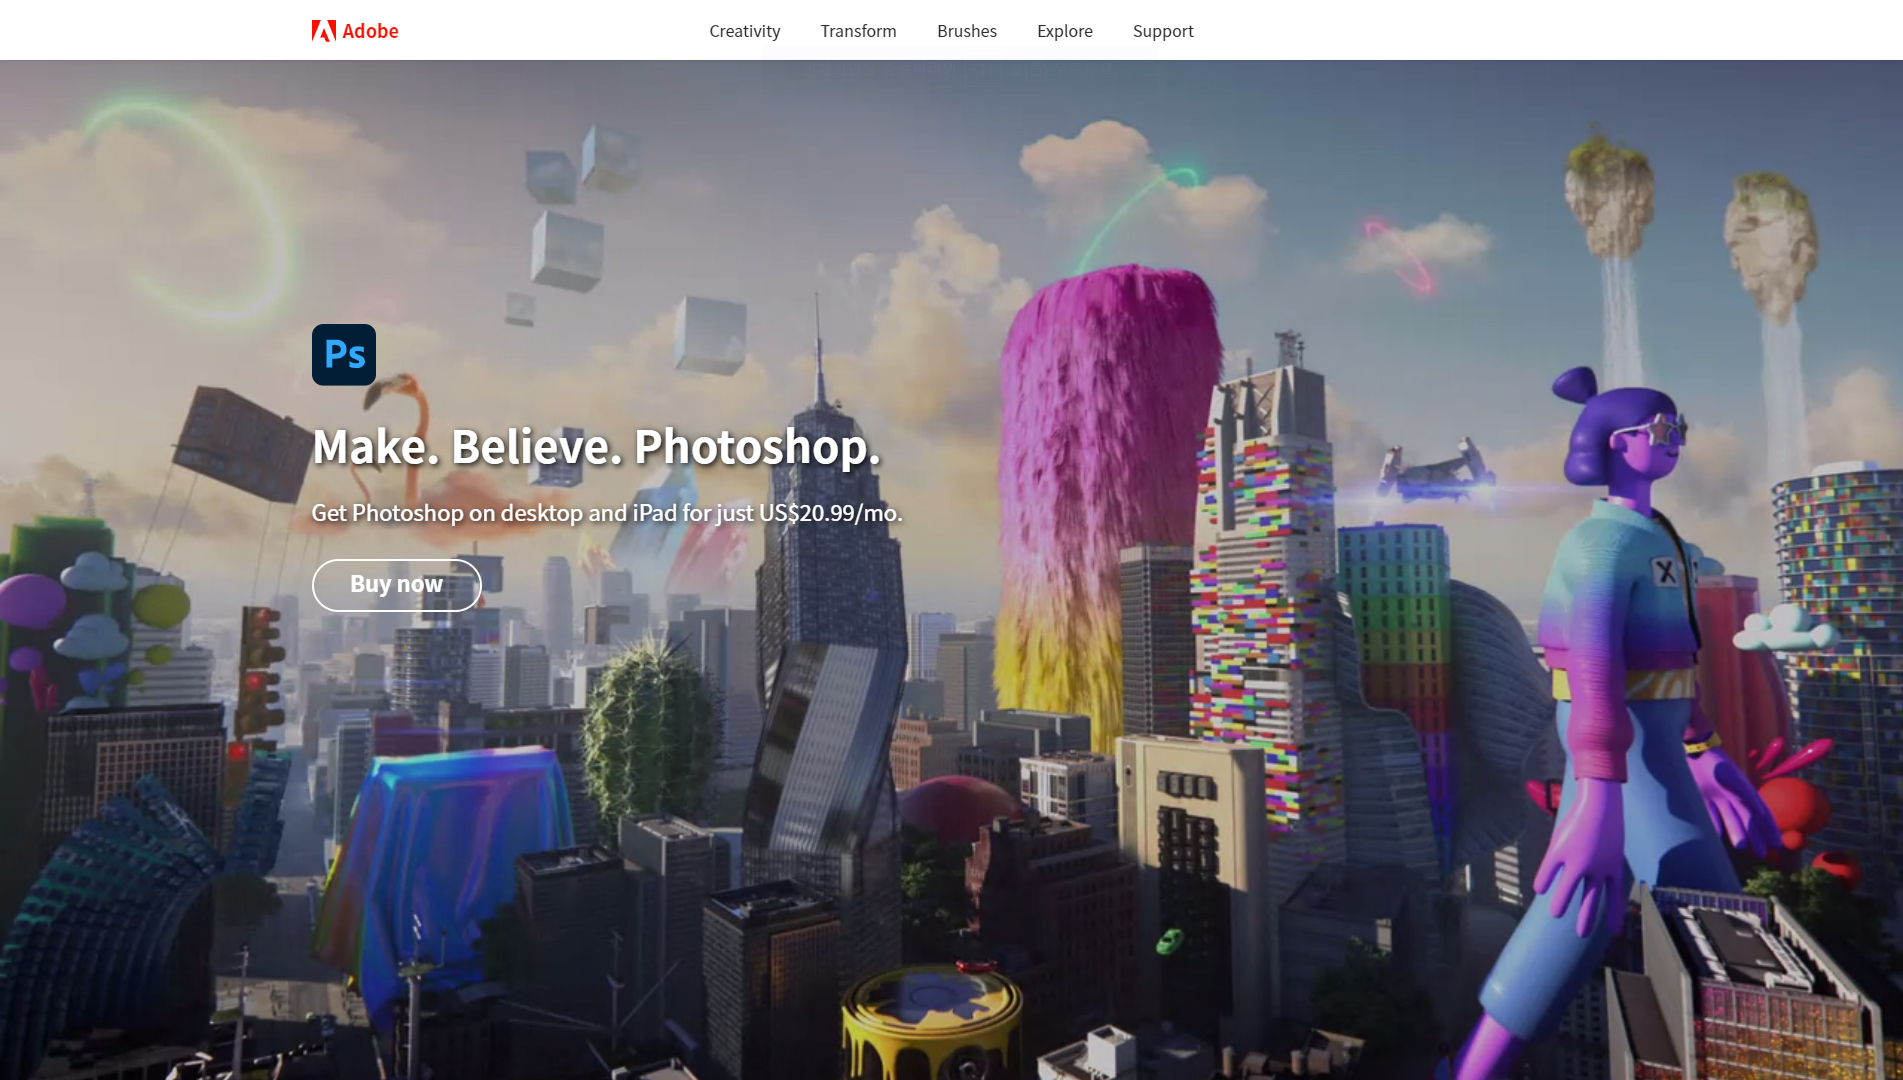 Adobe
Creativity
Transform
Brushes
Explore
Support
Ps
Make. Believe. Photoshop.
Get Photoshop on desktop and iPad for just US$20.99/mo.
Buy now
X